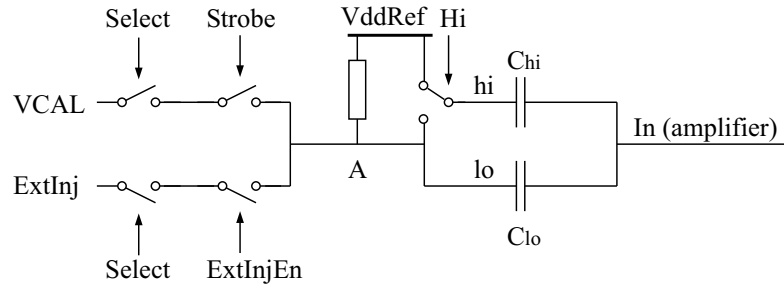 Select Strobe VddRef Hi
VCAL hi Chi
In (amplifier)
ExtInj A lo
Clo
Select ExtInjEn